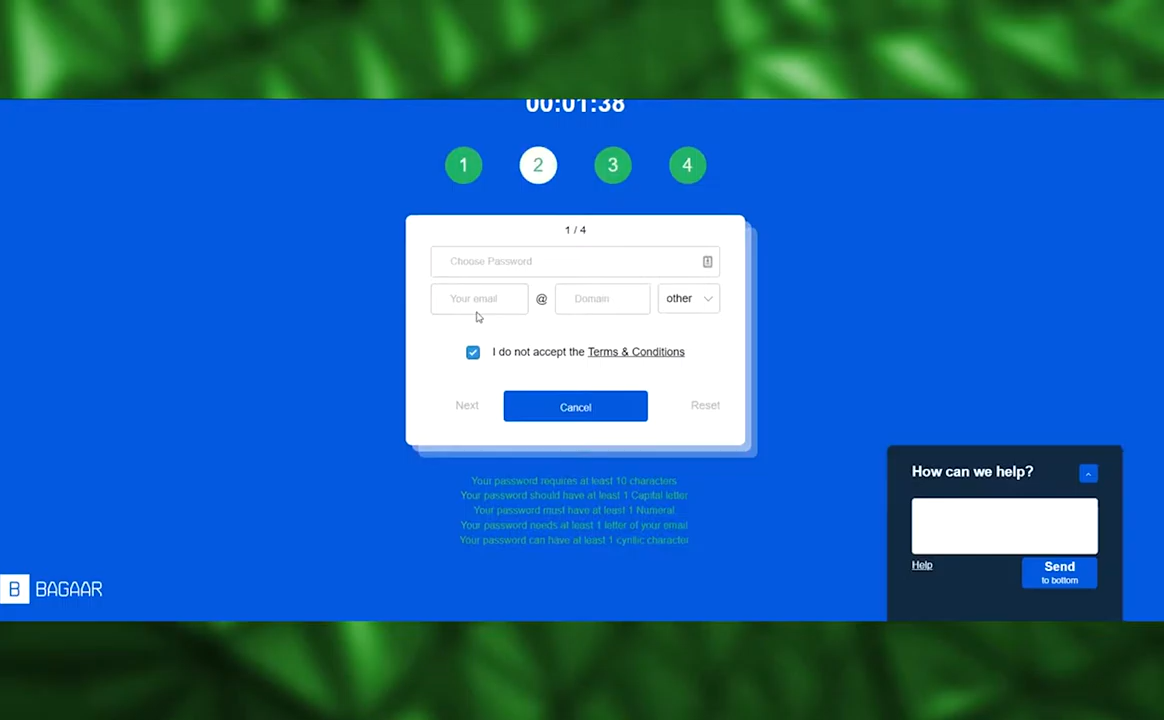 00:01:38
1 2 3 4
1 / 4
Choose Password
Your email @ Domain other
I do not accept the Terms & Conditions
Next Cancel Reset
Your password requires at least 10 characters
Your password should have at least 1 Capital letter
Your password must have at least 1 Numeral.
Your password needs at least 1 letter of your email
Your password can have at least 1 cyrillic character
How can we help?
Help
Send
to bottom
B BAGAAR